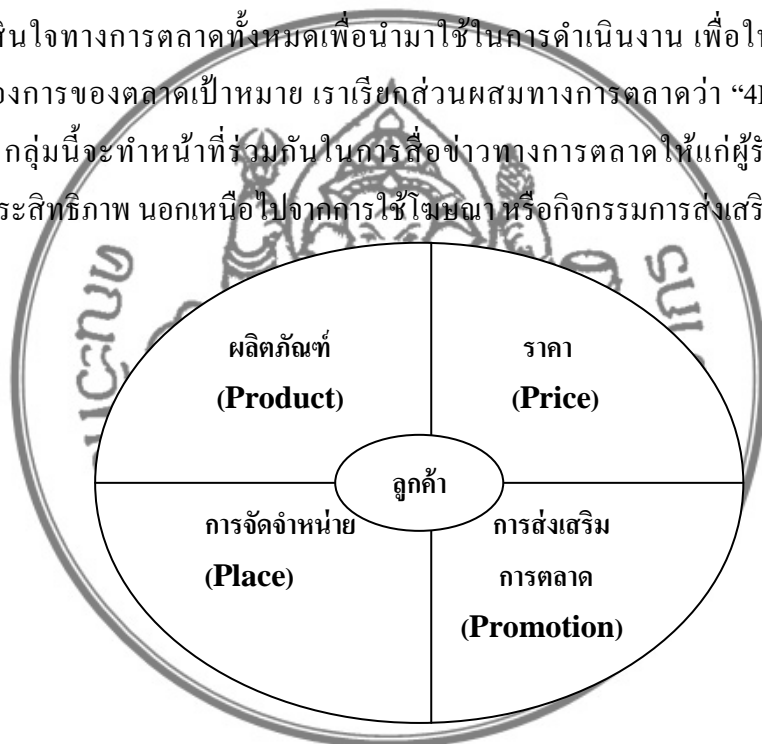 สินใจทางการตลาดทั้งหมดเพื่อนำมาใช้ในการดำเนินงาน เพื่อให
องการของตลาดเป้าหมาย เราเรียกส่วนผสมทางการตลาดว่า “4
กลุ่มนี้จะทำหน้าที่ร่วมกันในการสื่อข่าวทางการตลาดให้แก่ผู้รั
ระสิทธิภาพ นอกเหนือไปจากการใช้โฆษณา หรือกิจกรรมการส่งเสริ
ผลิตภัณฑ์
(Product)
ราคา
(Price)
ลูกค้า
การจัดจำหน่าย
(Place)
การส่งเสริม
การตลาด
(Promotion)